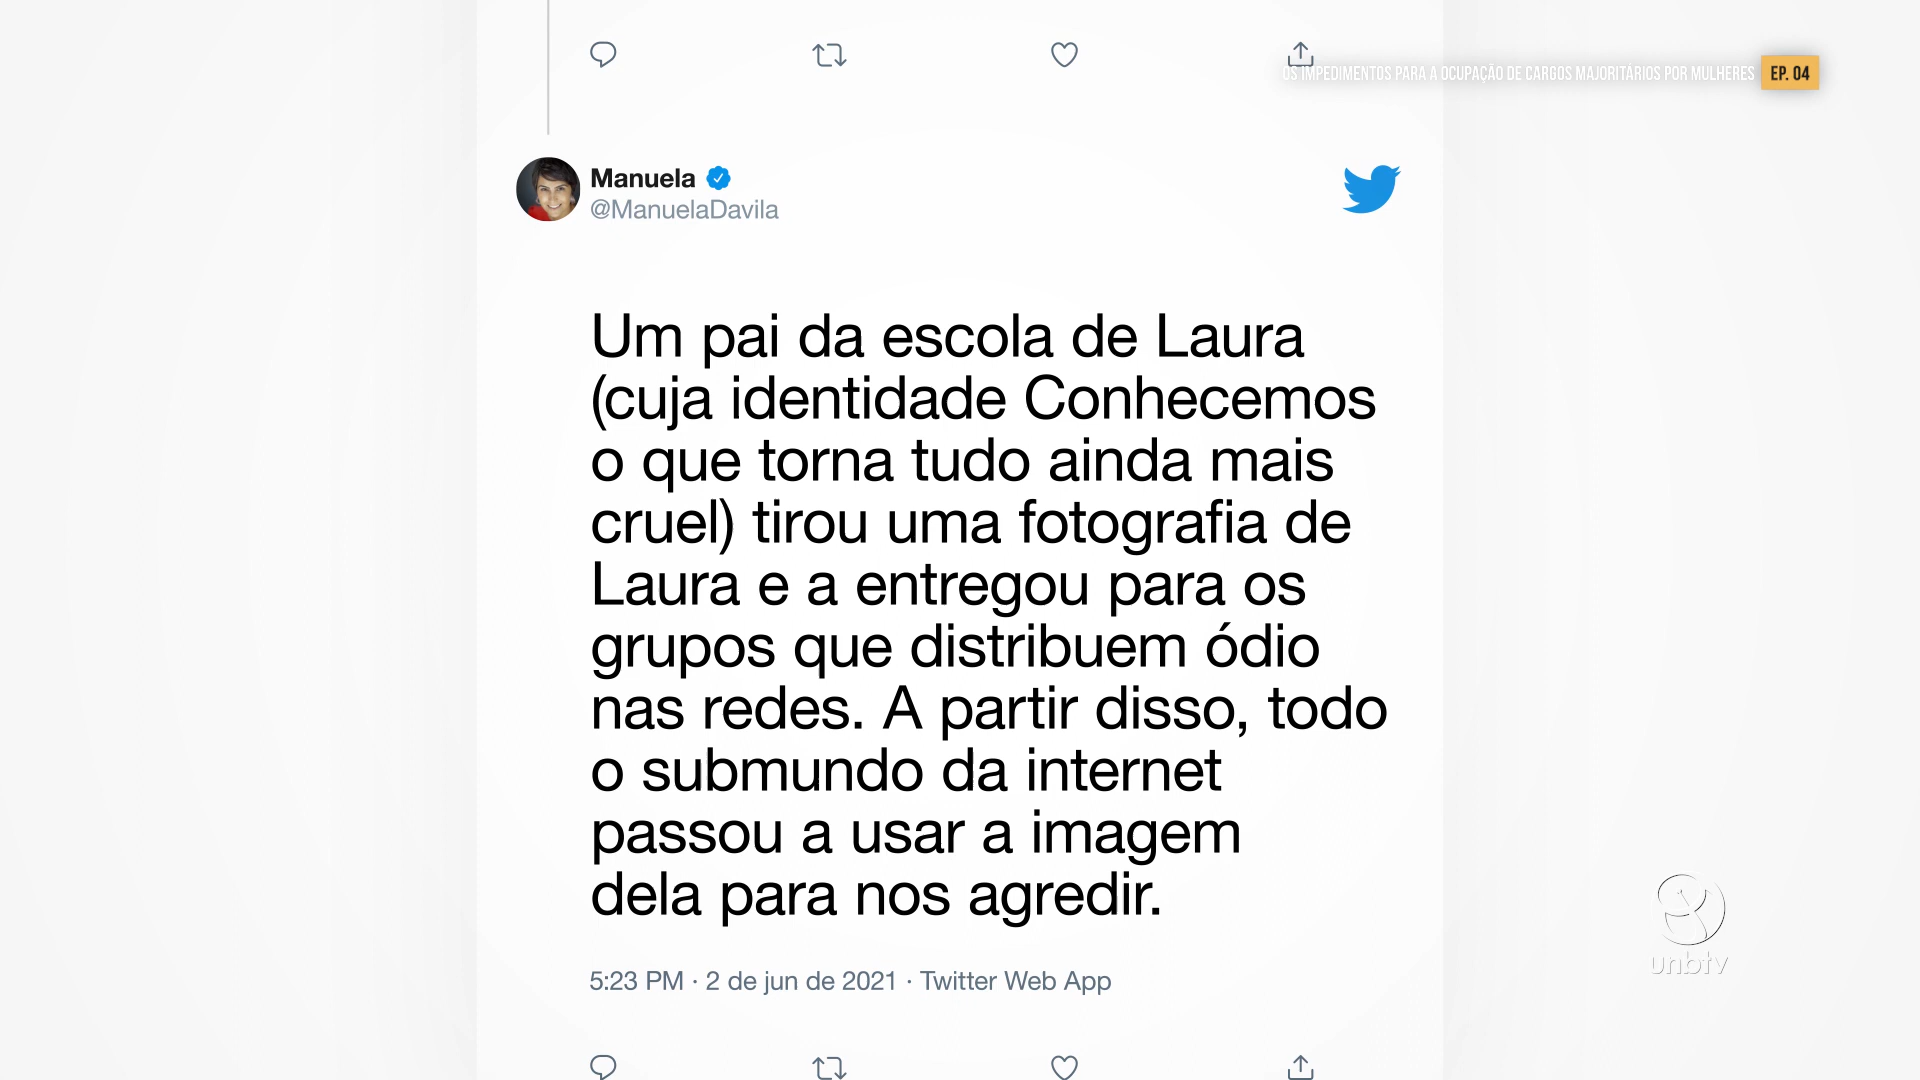 OS IMPEDIMENTOS PARA A OCUPAÇÃO DE CARGOS MAJORITÁRIOS POR MULHERES EP. 04
Manuela
@ManuelaDavila
Um pai da escola de Laura
(cuja identidade Conhecemos
o que torna tudo ainda mais
cruel) tirou uma fotografia de
Laura e a entregou para os
grupos que distribuem ódio
nas redes. A partir disso, todo
o submundo da internet
passou a usar a imagem
dela para nos agredir.
5:23 PM · 2 de jun de 2021 · Twitter Web App
unbtv